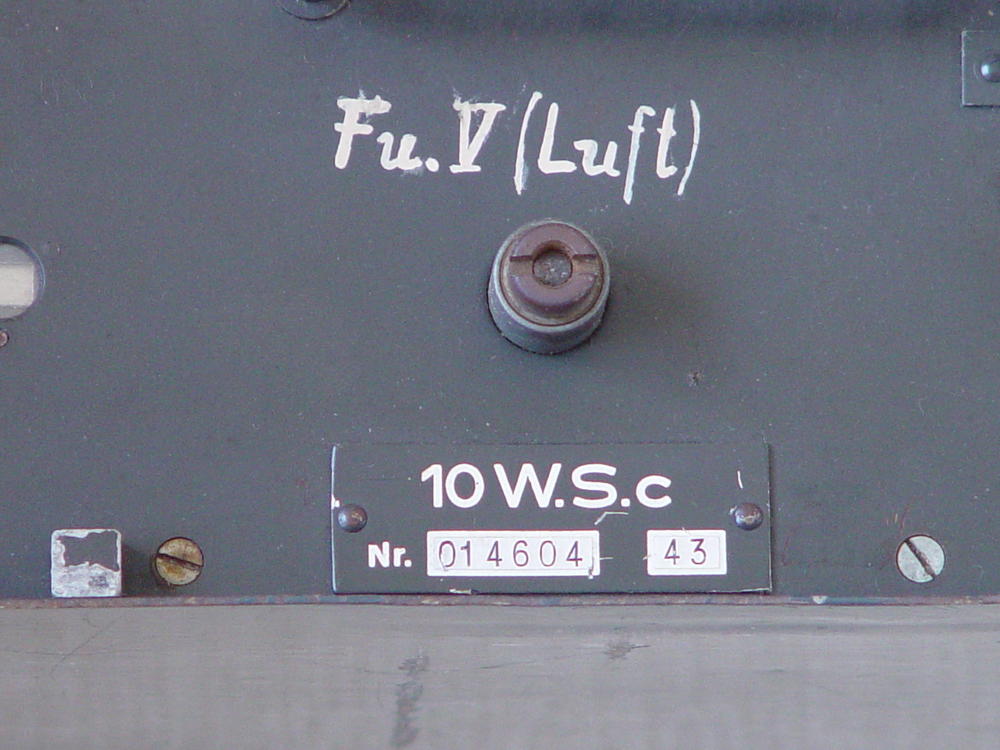 Fu. V (Luft)
10 W.S.c
Nr. 014604 43